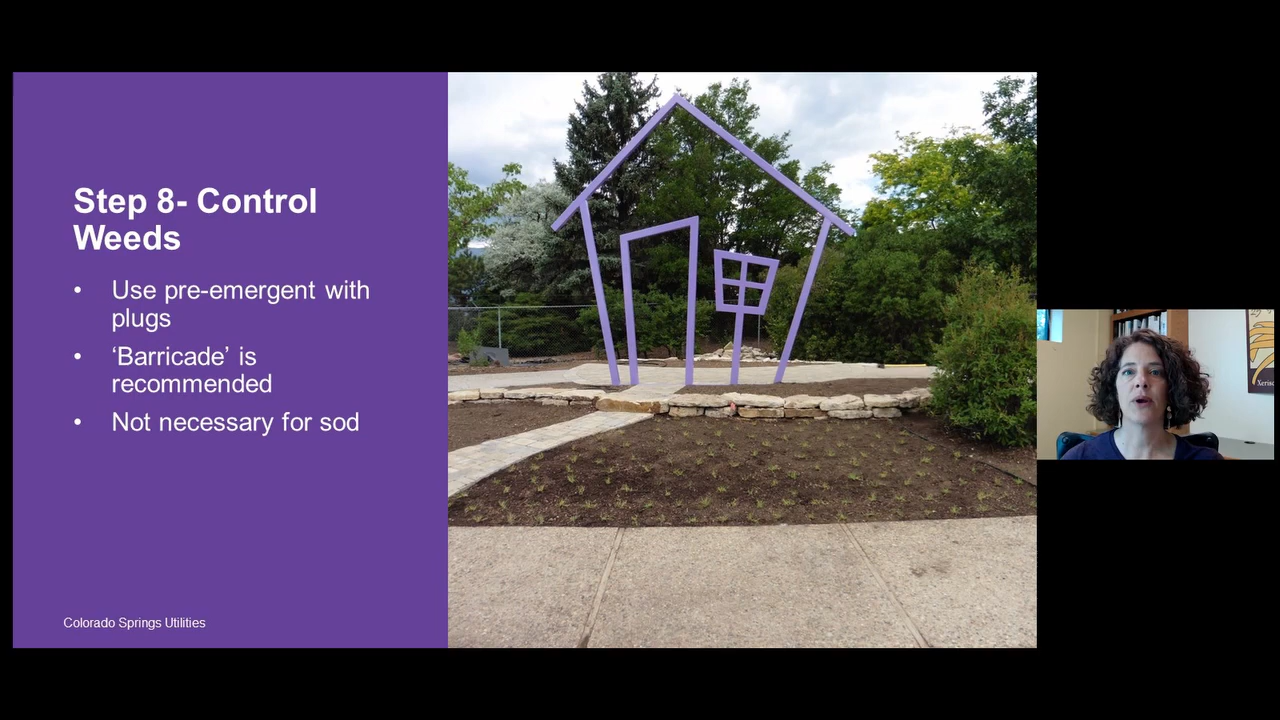 Step 8- Control
Weeds
• Use pre-emergent with
plugs
• ‘Barricade’ is
recommended
• Not necessary for sod
Colorado Springs Utilities